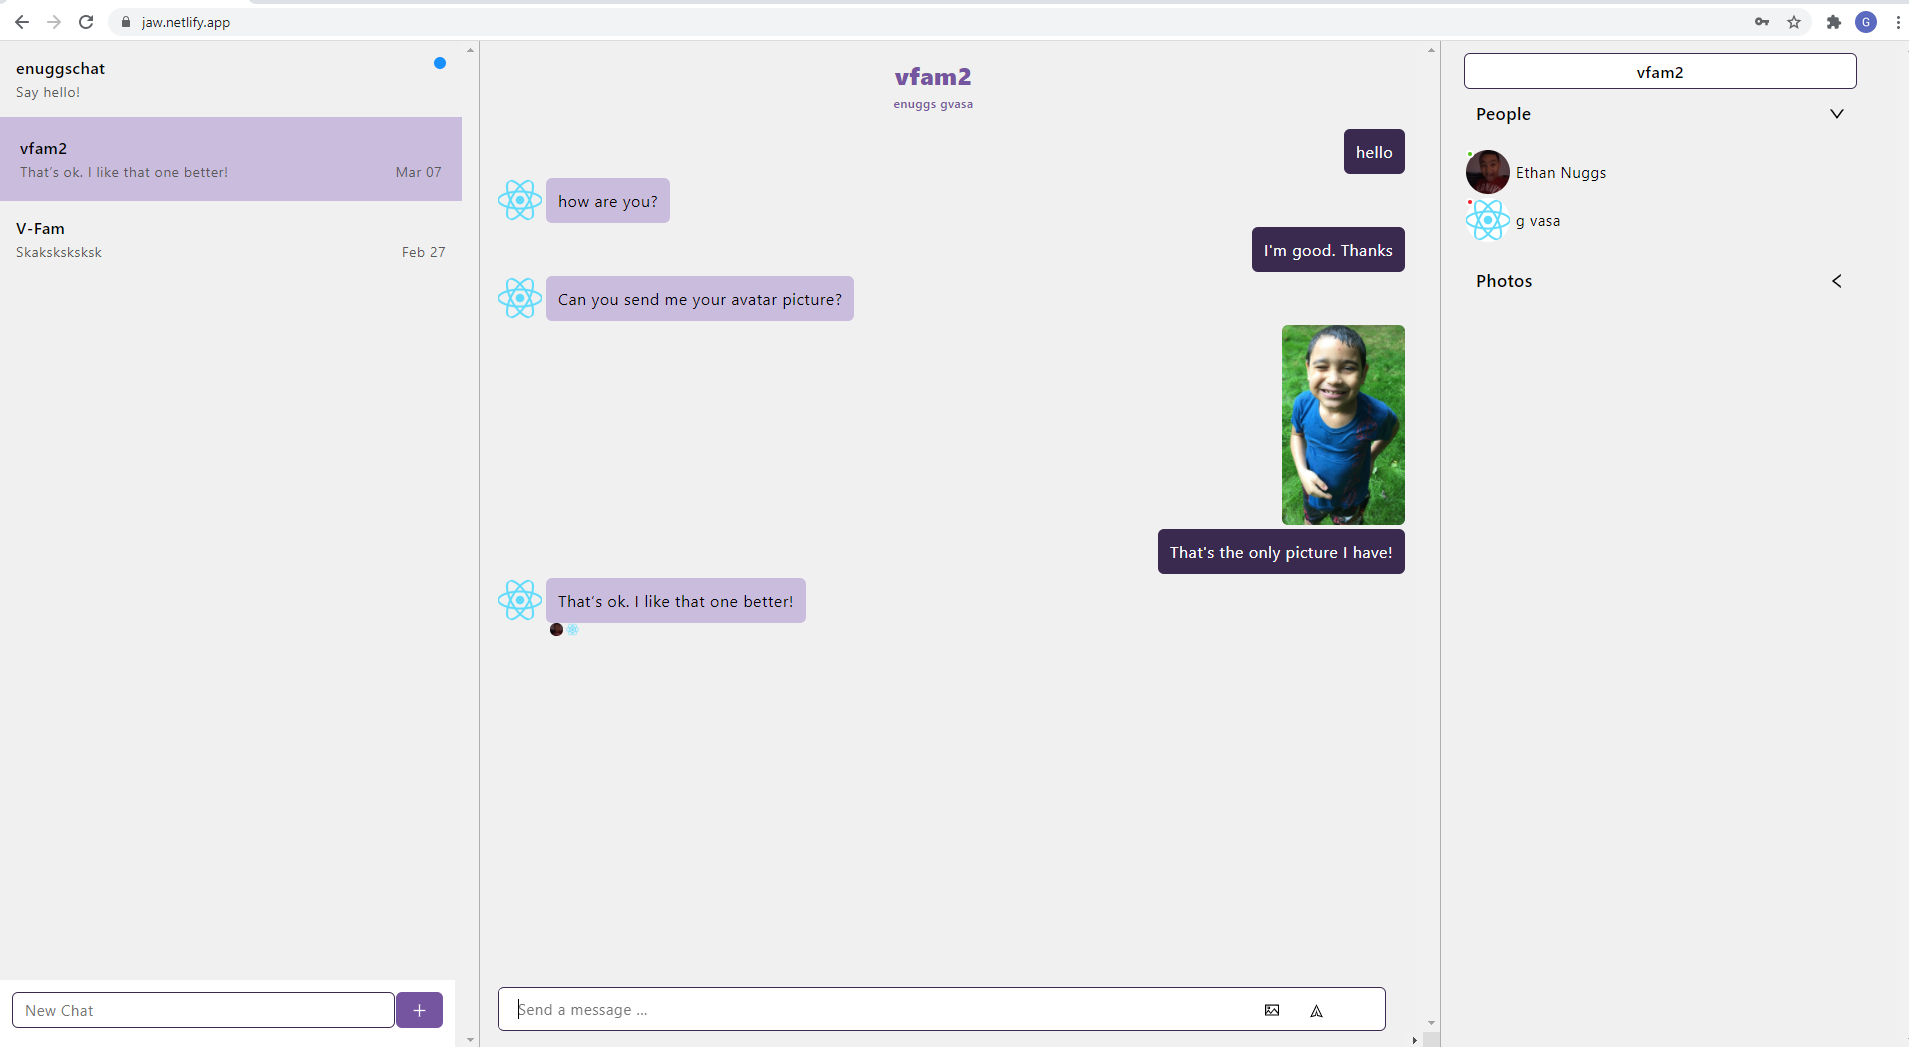 jaw.netlify.app
G
enuggschat
Say hello!
vfam2
That's ok. I like that one better!
Mar 07
V-Fam
Skaksksksksk
Feb 27
New Chat
+
vfam2
enuggs gvasa
hello
how are you?
I'm good. Thanks
Can you send me your avatar picture?
That's the only picture I have!
That's ok. I like that one better!
Send a message ...
vfam2
People
Ethan Nuggs
g vasa
Photos